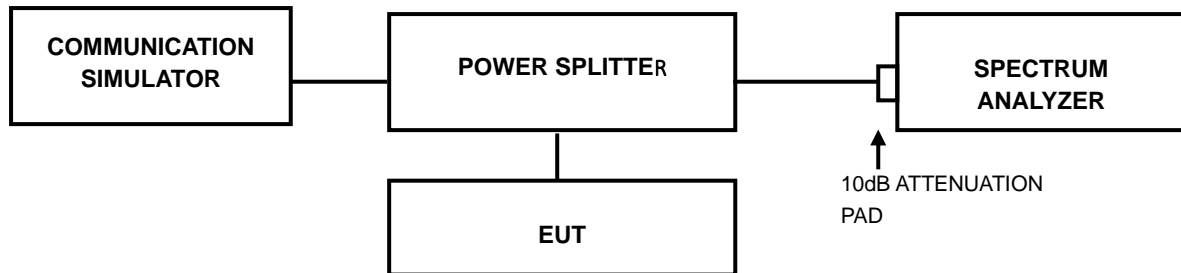 COMMUNICATION
SIMULATOR
POWER SPLITTER
SPECTRUM
ANALYZER
10dB ATTENUATION
PAD
EUT